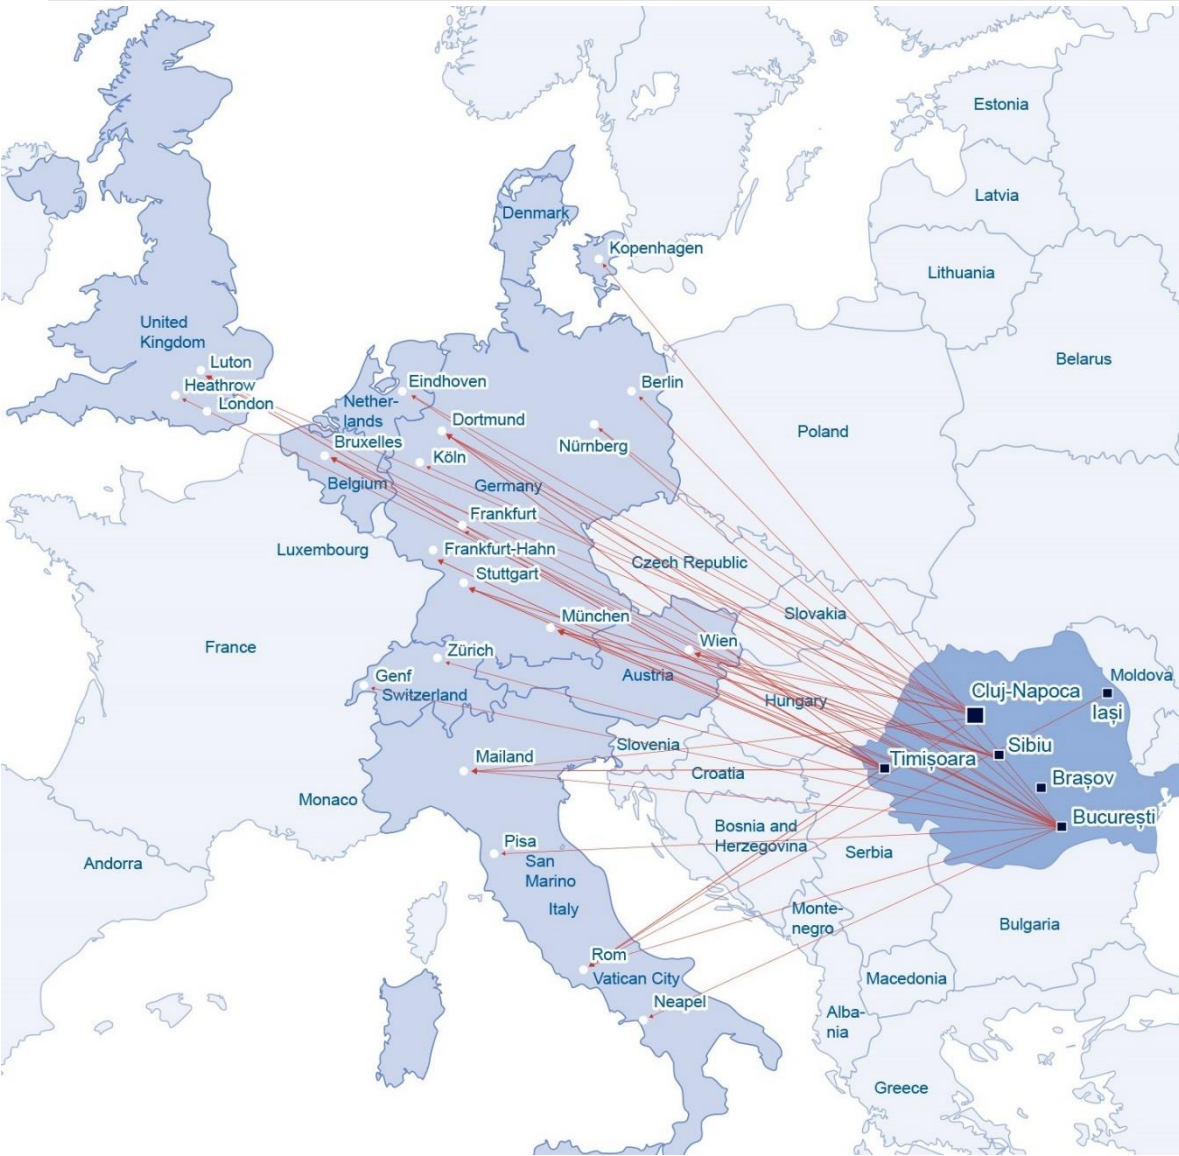 Estonia
Latvia
Denmark
Kopenhagen
Lithuania
United
Kingdom
Belarus
Luton
Heathrow
London
Eindhoven
Berlin
Nether-
lands
Dortmund
Nürnberg
Poland
Bruxelles
Köln
Belgium
Germany
Frankfurt
Luxembourg
Frankfurt-Hahn
Czech Republic
Stuttgart
München
Slovakia
France
Zürich
Wien
Genf
Switzerland
Austria
Moldova
Cluj-Napoca
Hungary
Iași
Slovenia
Sibiu
Mailand
Timișoara
Croatia
Brașov
Monaco
București
Bosnia and
Herzegovina
Pisa
Serbia
Andorra
San
Marino
Italy
Monte-
negro
Bulgaria
Rom
Vatican City
Macedonia
Neapel
Alba-
nia
Greece